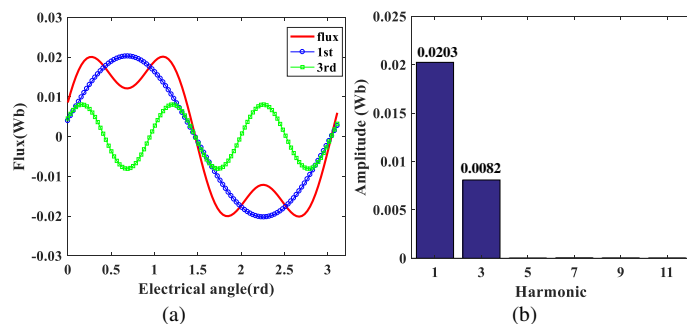 (a)
0.03
0.02
0.01
0
-0.01
-0.02
-0.03
Flux(Wb)
0 0.5 1 1.5 2 2.5 3
Electrical angle(rd)
flux
1st
3rd
(b)
0.025
0.02
0.015
0.01
0.005
0
Amplitude (Wb)
0.0203
0.0082
1 3 5 7 9 11
Harmonic
(a)
(b)